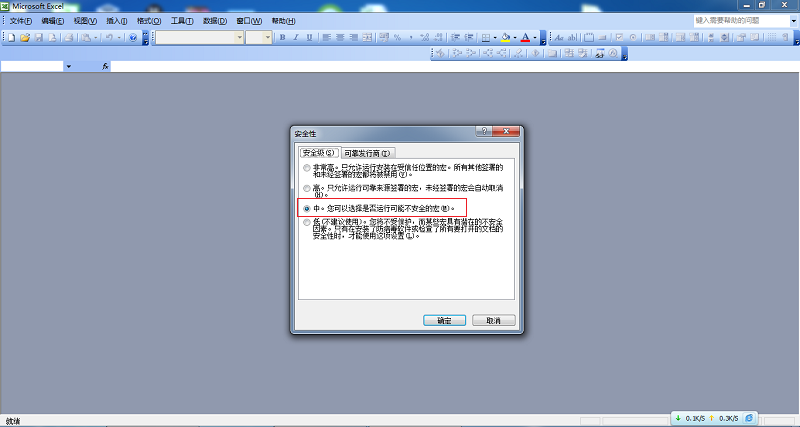 Microsoft Excel
文件(F) 编辑(E) 视图(V) 插入(I) 格式(O) 工具(T) 数据(D) 窗口(W) 帮助(H)
键入需要帮助的问题
B I U
% ,
A
fx
安全性
安全级(S) 可靠发行商(T)
非常高。只允许运行安装在受信任位置的宏。所有其他签署的
和未经签署的宏都将被禁用(V)。
高。只允许运行可靠来源签署的宏，未经签署的宏会自动取消
(H)。
中。您可以选择是否运行可能不安全的宏(M)。
低(不建议使用)。您将不受保护，而某些宏具有潜在的不安全
因素。只有在安装了防病毒软件或检查了所有要打开的文档的
安全性时，才能使用这项设置(L)。
确定 取消
就绪
0.1K/S 0.3K/S